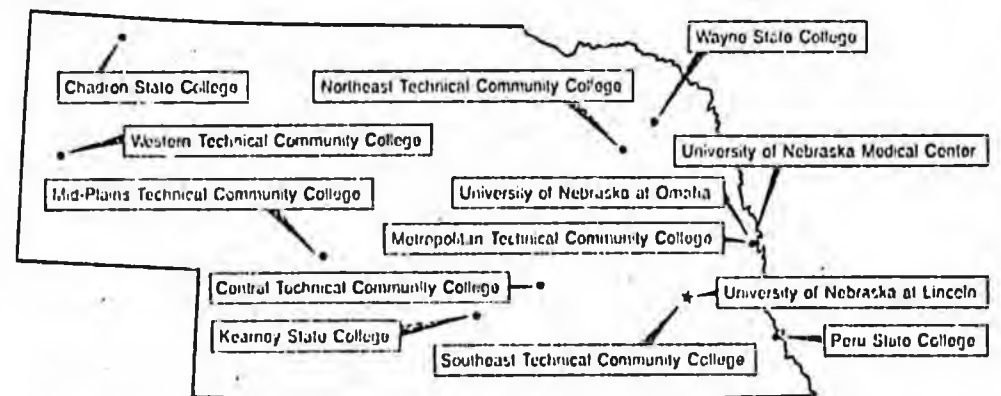 Wayne State College
Chadron State College
Northeast Technical Community College
Western Technical Community College
University of Nebraska Medical Center
Mid-Plains Technical Community College
University of Nebraska at Omaha
Metropolitan Technical Community College
Central Technical Community College
University of Nebraska at Lincoln
Kearney State College
Peru State College
Southeast Technical Community College